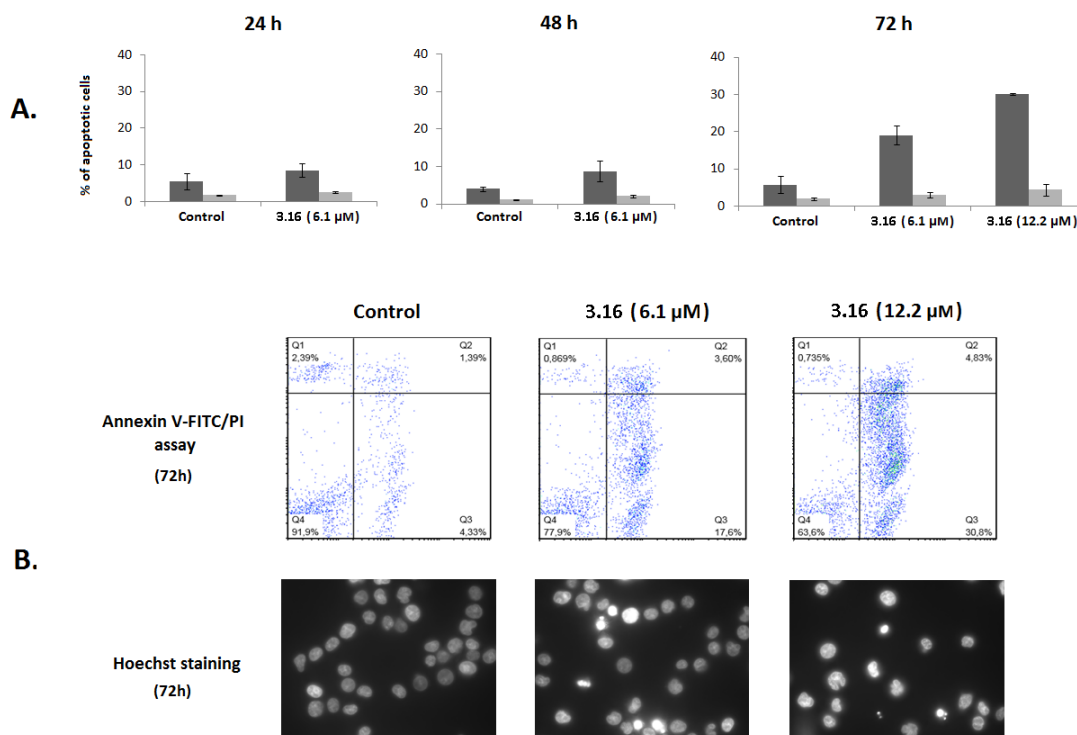 24 h
48 h
72 h
A.
% of apoptotic cells
40
30
20
10
0
Control
3.16 (6.1 µM)
40
30
20
10
0
Control
3.16 (6.1 µM)
40
30
20
10
0
Control
3.16 (6.1 µM)
3.16 (12.2 µM)
Control
3.16 (6.1 µM)
3.16 (12.2 µM)
Annexin V-FITC/PI
assay
(72h)
Q1
2,39%
Q2
1,39%
Q4
91,9%
Q3
4,33%
Q1
0,869%
Q2
3,60%
Q4
77,9%
Q3
17,6%
Q1
0,735%
Q2
4,83%
Q4
63,6%
Q3
30,8%
B.
Hoechst staining
(72h)